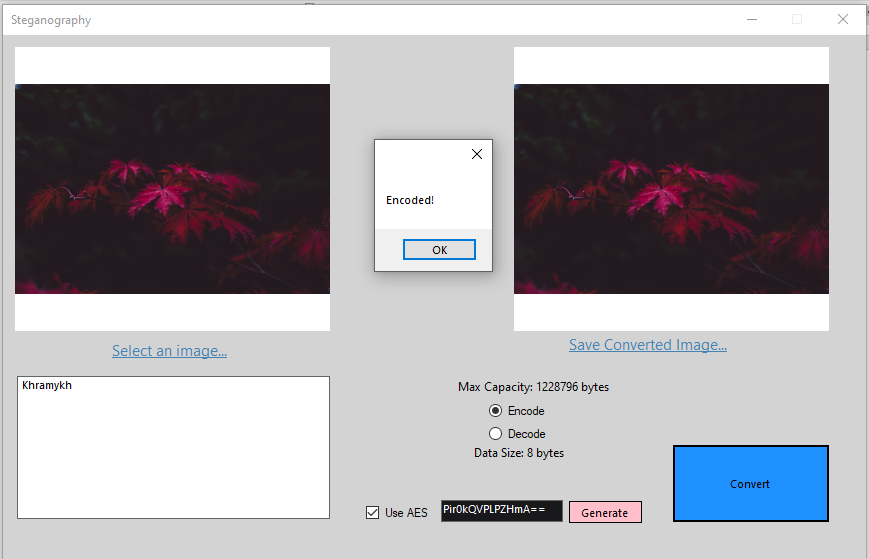 Steganography
Encoded!
OK
Select an image...
Save Converted Image...
Khramykh
Max Capacity: 1228796 bytes
Encode
Decode
Data Size: 8 bytes
Convert
Use AES
Pir0kQVPLPZHmA==
Generate